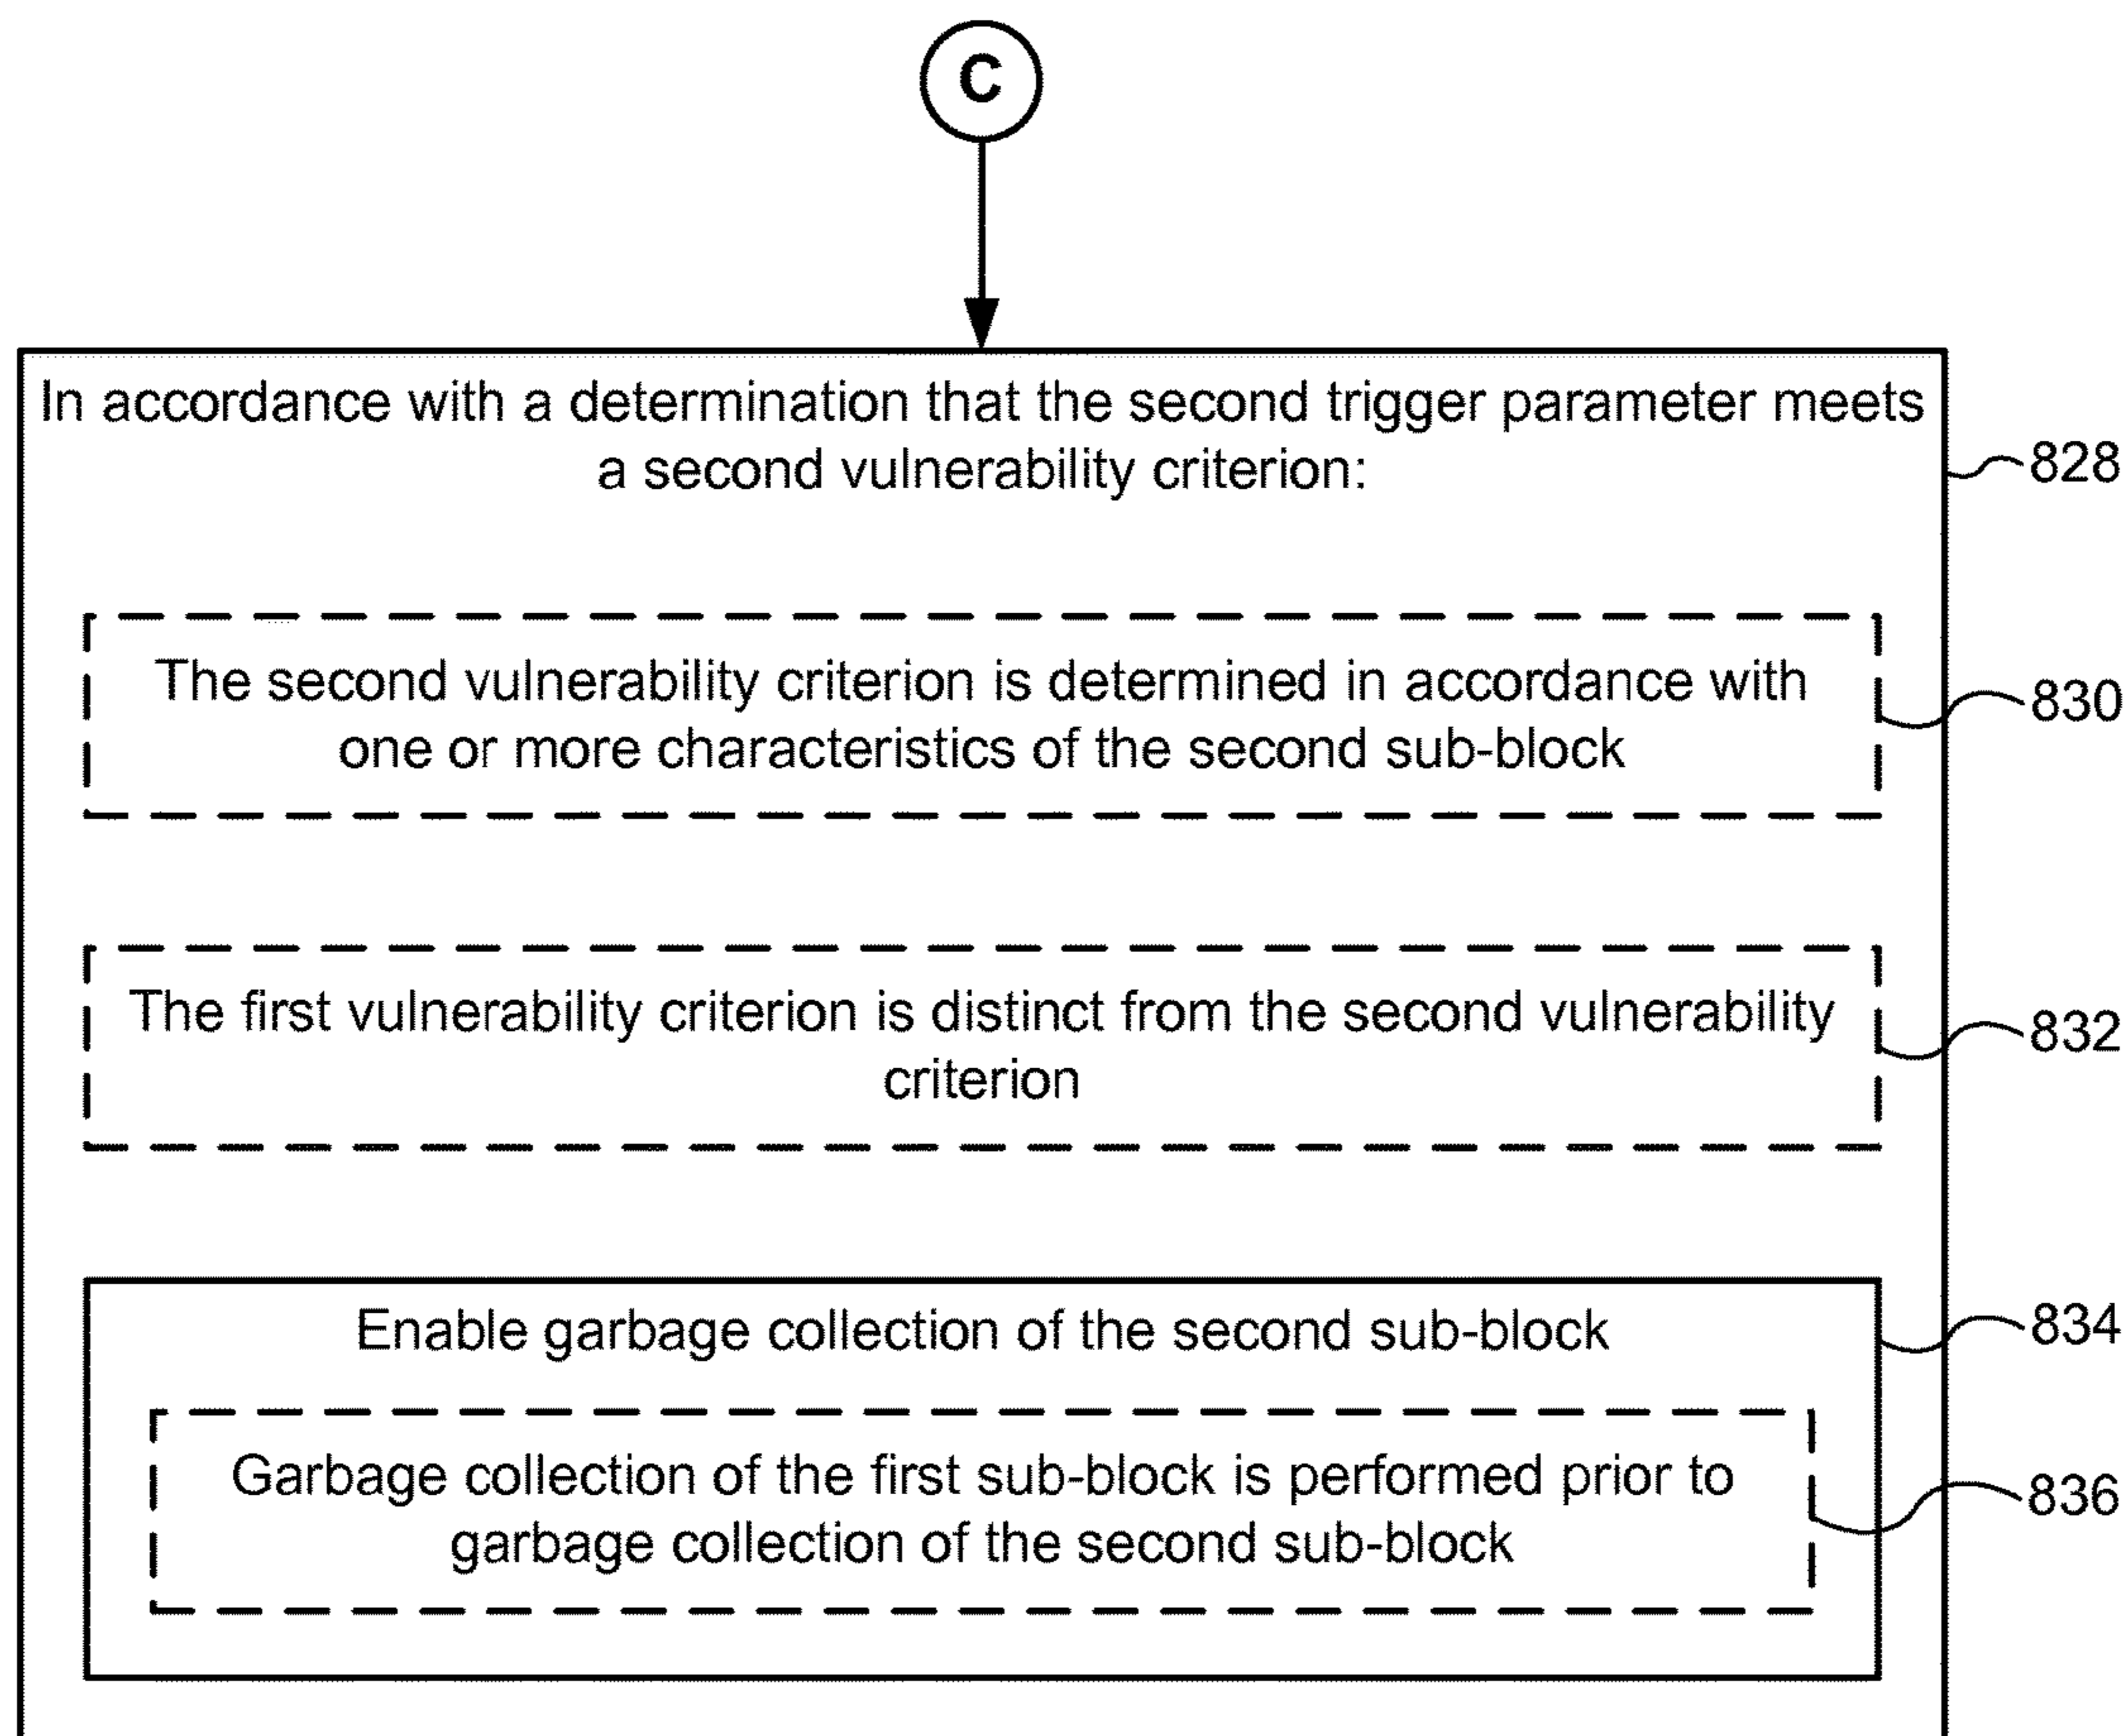 C
In accordance with a determination that the second trigger parameter meets
a second vulnerability criterion:
828
The second vulnerability criterion is determined in accordance with
one or more characteristics of the second sub-block
830
The first vulnerability criterion is distinct from the second vulnerability
criterion
832
Enable garbage collection of the second sub-block
834
Garbage collection of the first sub-block is performed prior to
garbage collection of the second sub-block
836